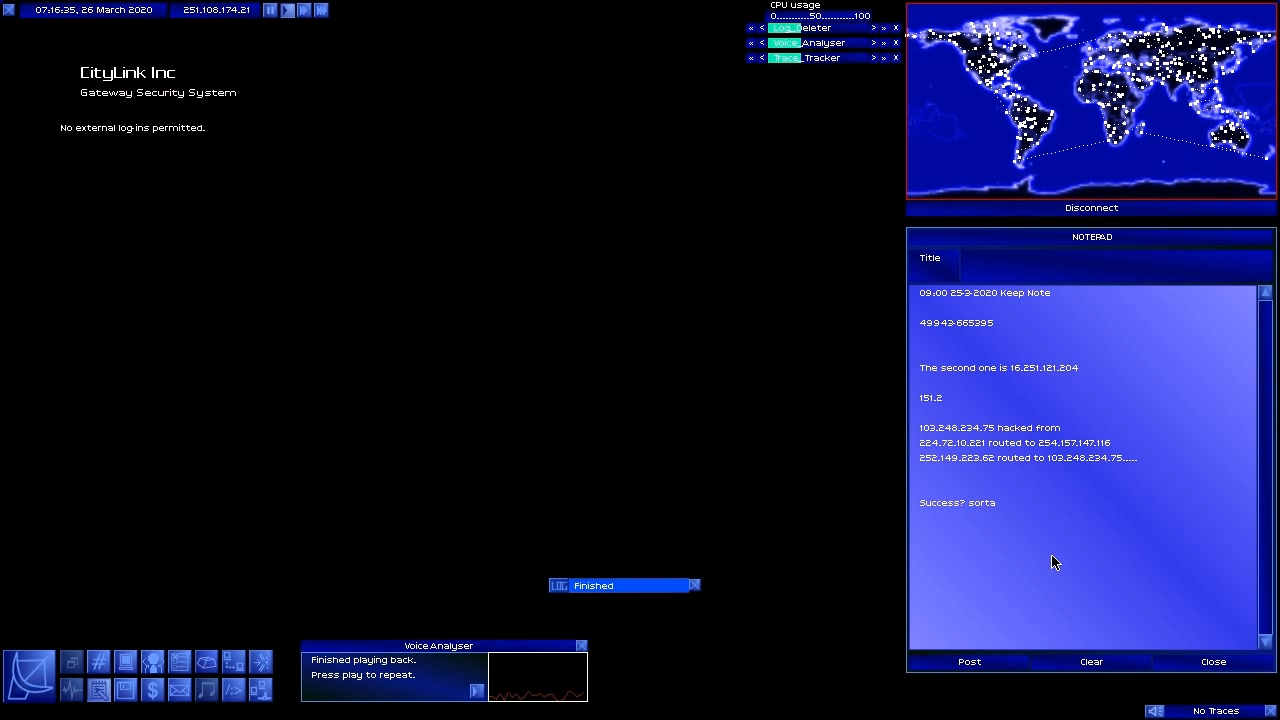 07:16:35, 26 March 2020
251.108.174.21
CPU usage
0..........50..........100
« < Log_Deleter > » x
« < Voice_Analyser > » x
« < Trace_Tracker > » x
CityLink Inc
Gateway Security System
No external log-ins permitted.
Disconnect
NOTEPAD
Title
09:00 25-3-2020 Keep Note
49943-665395
The second one is 16.251.121.204
151.2
103.248.234.75 hacked from
224.72.10.221 routed to 254.157.147.116
252.149.223.62 routed to 103.248.234.75.....
Success? sorta
Post
Clear
Close
LOG Finished
Voice Analyser
Finished playing back.
Press play to repeat.
No Traces